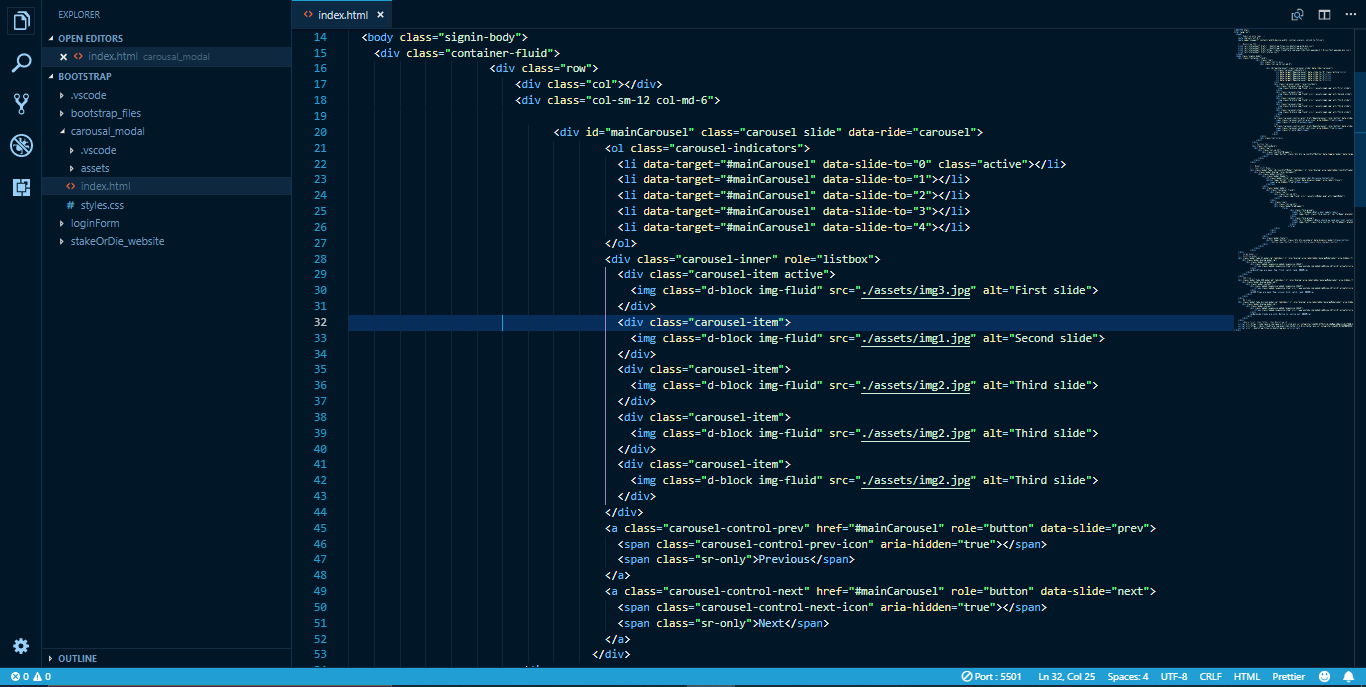 EXPLORER
OPEN EDITORS
index.html carousal_modal
BOOTSTRAP
.vscode
bootstrap_files
carousal_modal
.vscode
assets
index.html
# styles.css
loginForm
stakeOrDie_website
OUTLINE
index.html
14 <body class="signin-body">
15 <div class="container-fluid">
16 <div class="row">
17 <div class="col"></div>
18 <div class="col-sm-12 col-md-6">
19
20 <div id="mainCarousel" class="carousel slide" data-ride="carousel">
21 <ol class="carousel-indicators">
22 <li data-target="#mainCarousel" data-slide-to="0" class="active"></li>
23 <li data-target="#mainCarousel" data-slide-to="1"></li>
24 <li data-target="#mainCarousel" data-slide-to="2"></li>
25 <li data-target="#mainCarousel" data-slide-to="3"></li>
26 <li data-target="#mainCarousel" data-slide-to="4"></li>
27 </ol>
28 <div class="carousel-inner" role="listbox">
29 <div class="carousel-item active">
30 <img class="d-block img-fluid" src="./assets/img3.jpg" alt="First slide">
31 </div>
32 <div class="carousel-item">
33 <img class="d-block img-fluid" src="./assets/img1.jpg" alt="Second slide">
34 </div>
35 <div class="carousel-item">
36 <img class="d-block img-fluid" src="./assets/img2.jpg" alt="Third slide">
37 </div>
38 <div class="carousel-item">
39 <img class="d-block img-fluid" src="./assets/img2.jpg" alt="Third slide">
40 </div>
41 <div class="carousel-item">
42 <img class="d-block img-fluid" src="./assets/img2.jpg" alt="Third slide">
43 </div>
44 </div>
45 <a class="carousel-control-prev" href="#mainCarousel" role="button" data-slide="prev">
46 <span class="carousel-control-prev-icon" aria-hidden="true"></span>
47 <span class="sr-only">Previous</span>
48 </a>
49 <a class="carousel-control-next" href="#mainCarousel" role="button" data-slide="next">
50 <span class="carousel-control-next-icon" aria-hidden="true"></span>
51 <span class="sr-only">Next</span>
52 </a>
53 </div>
0 0 Port : 5501 Ln 32, Col 25 Spaces: 4 UTF-8 CRLF HTML Prettier